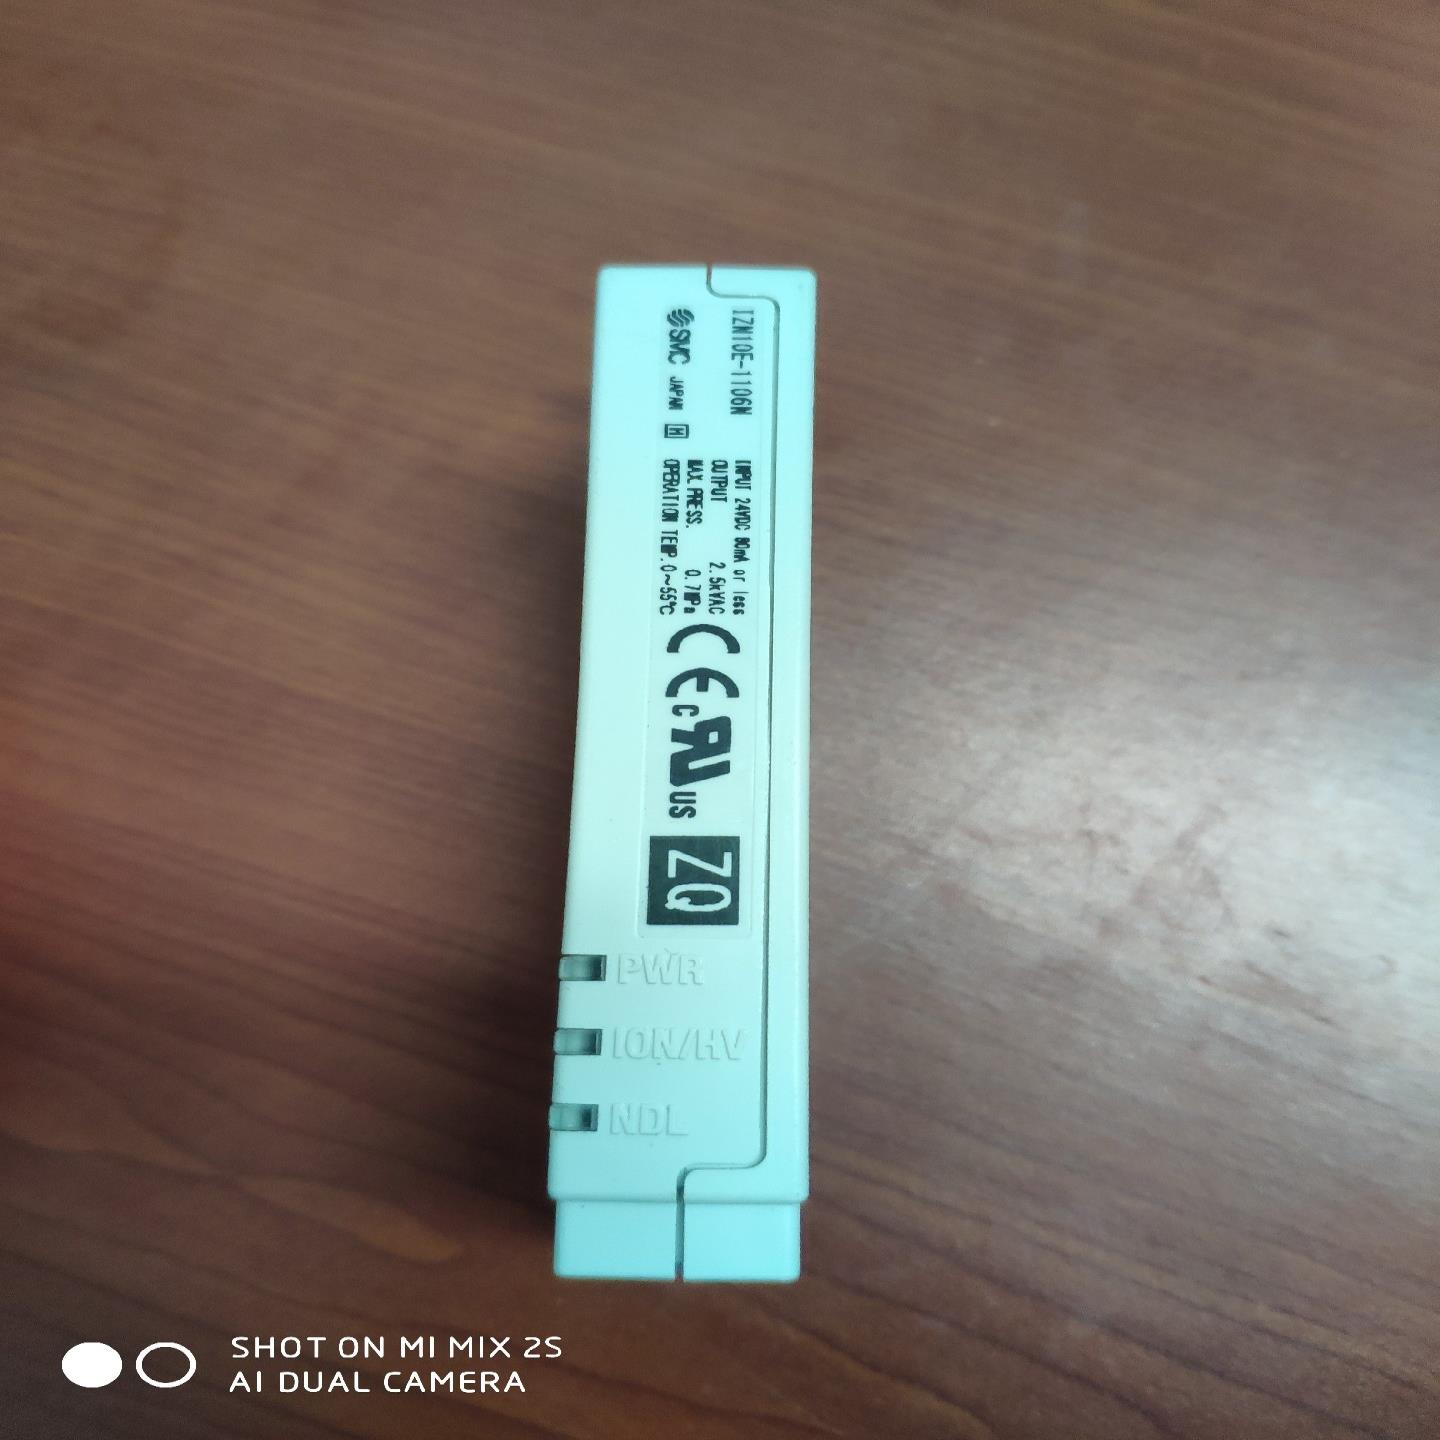 IZN10E-1106N
SMC JAPAN M
INPUT 24VDC 80mA or less
OUTPUT 2.5kVAC
MAX. PRESS. 0.7MPa
OPERATION TEMP. 0~55℃
CE
c RU US
ZQ
PWR
ION/HV
NDL
SHOT ON MI MIX 2S
AI DUAL CAMERA